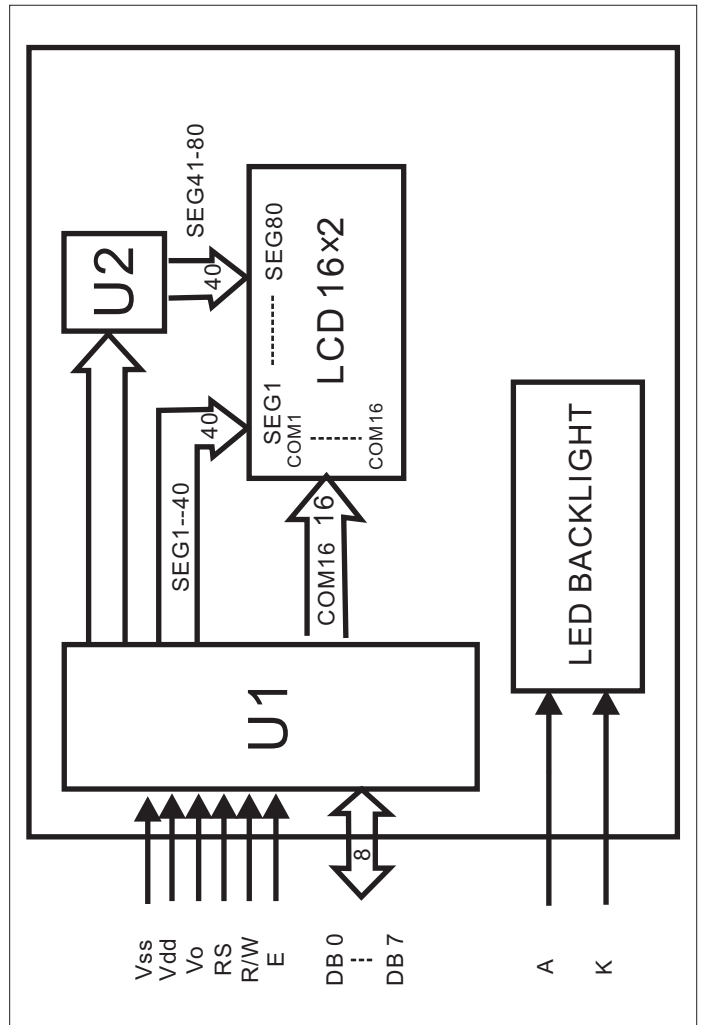 Vss
Vdd
Vo
RS
R/W
E
DB 0
DB 7
A
K
8
U1
SEG1--40
40
COM16 16
U2
SEG41-80
40
SEG1 --------- SEG80
COM1
COM16
LCD 16×2
LED BACKLIGHT